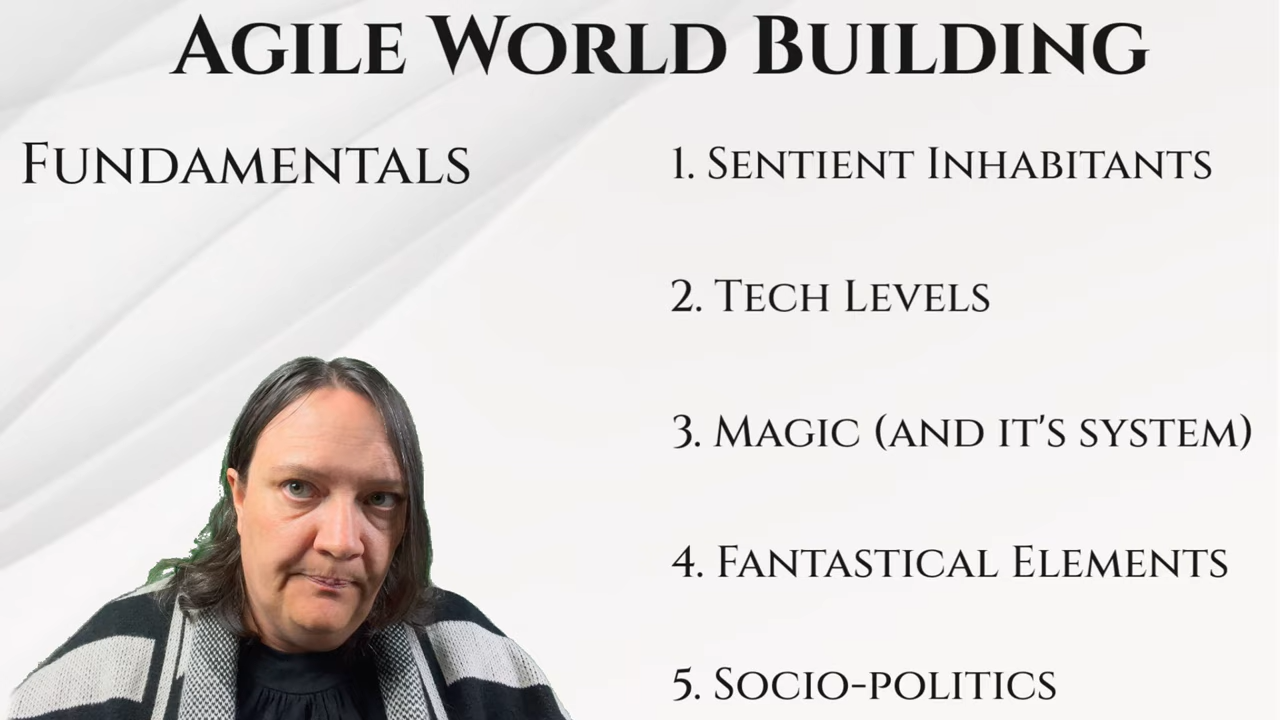 Agile World Building
Fundamentals
1. Sentient Inhabitants
2. Tech Levels
3. Magic (and it's system)
4. Fantastical Elements
5. Socio-politics